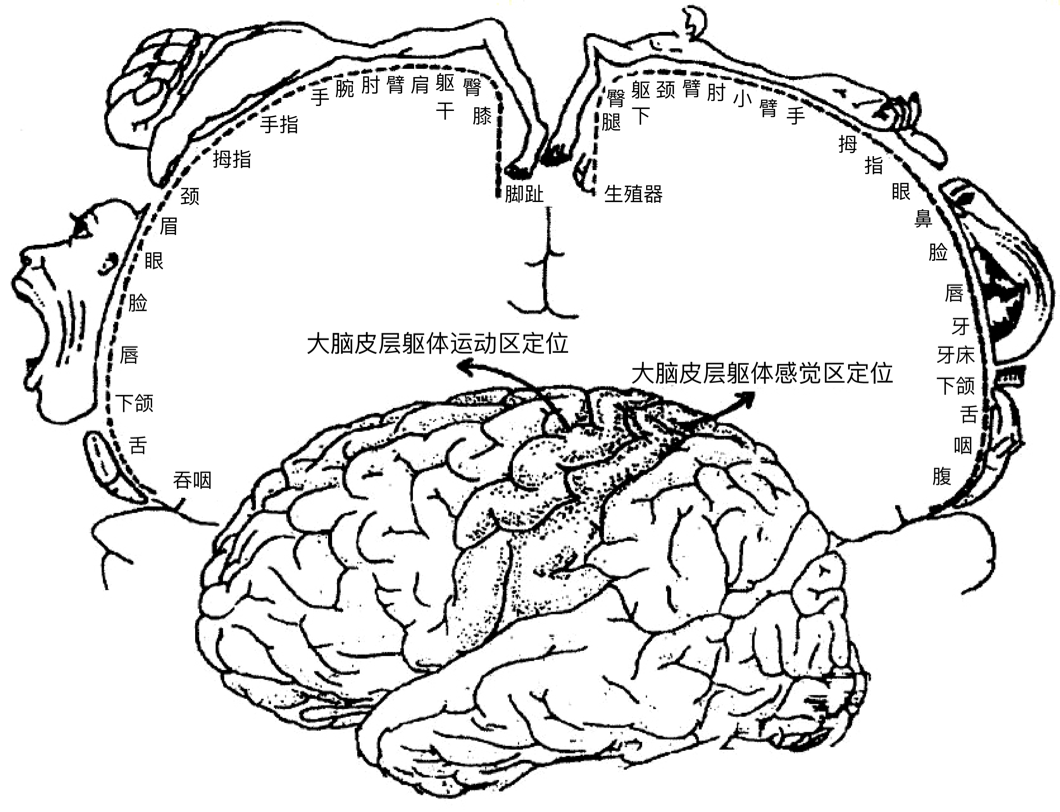 手
腕
肘
臂
肩
躯干
臀
膝
脚趾
手指
拇指
颈
眉
眼
脸
唇
下颌
舌
吞咽
生殖器
腿
臀
躯下
颈
臂
肘
小
臂
手
拇
指
眼
鼻
脸
唇
牙
牙床
下颌
舌
咽
腹
大脑皮层躯体运动区定位
大脑皮层躯体感觉区定位